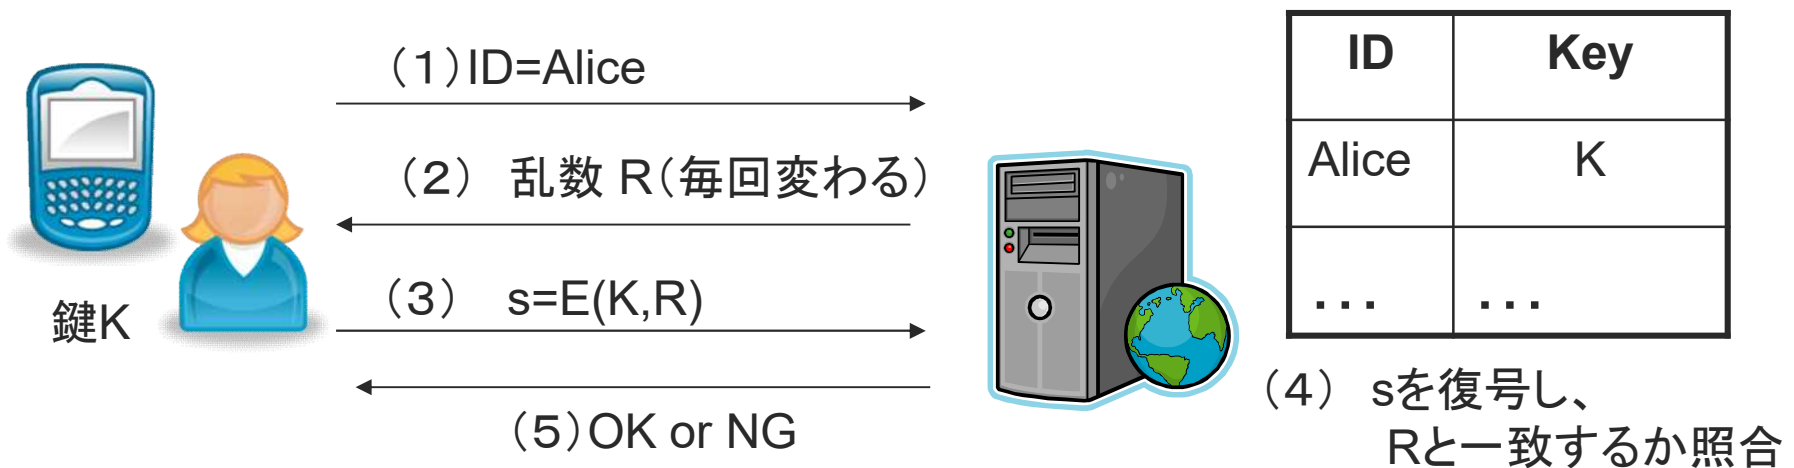 (1)ID=Alice
(2) 乱数 R(毎回変わる)
(3) s=E(K,R)
(5)OK or NG
鍵K
ID Key
Alice K
... ...
(4) sを復号し、
Rと一致するか照合